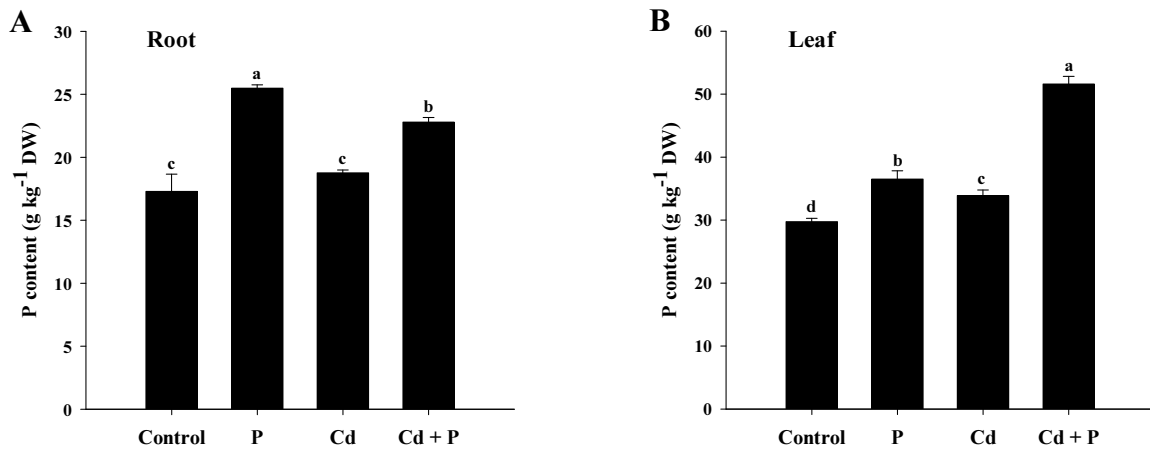 A
Root
P content (g kg-1 DW)
30
25
20
15
10
5
0
c
a
c
b
Control P Cd Cd + P
B
Leaf
P content (g kg-1 DW)
60
50
40
30
20
10
0
d
b
c
a
Control P Cd Cd + P